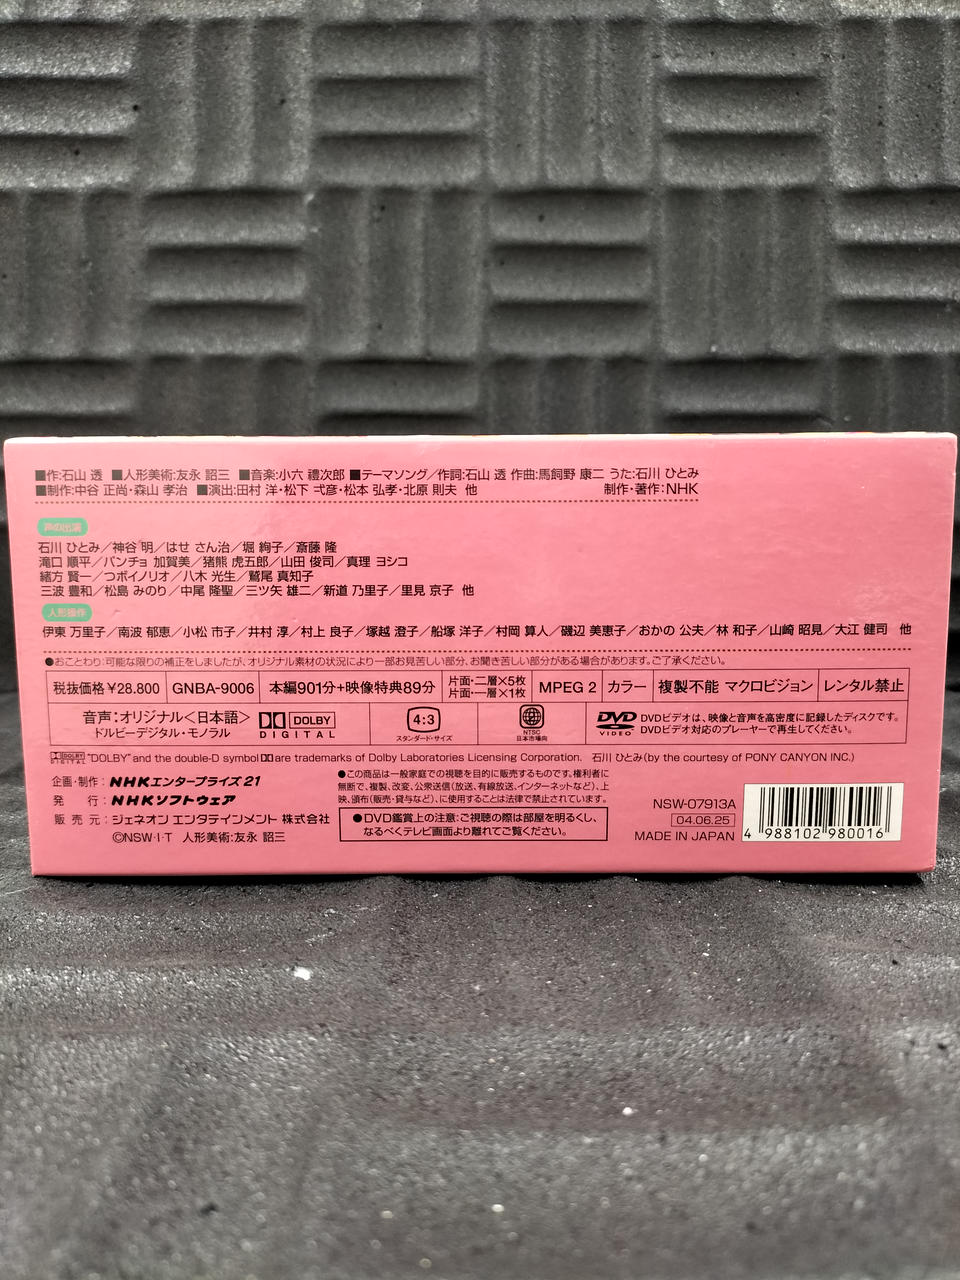 ■作:石山 透 ■人形美術:友永 詔三 ■音楽:小六 禮次郎 ■テーマソング／作詞:石山 透 作曲:馬飼野 康二 うた:石川 ひとみ
■制作:中谷 正尚・森山 孝治 ■演出:田村 洋・松下 弌彦・松本 弘孝・北原 則夫 他 制作・著作:NHK
声の出演
石川 ひとみ／神谷 明／はせ さん治／堀 絢子／斎藤 隆
滝口 順平／パンチョ 加賀美／猪熊 虎五郎／山田 俊司／真理 ヨシコ
緒方 賢一／つボイノリオ／八木 光生／鷲尾 真知子
三波 豊和／松島 みのり／中尾 隆聖／三ツ矢 雄二／新道 乃里子／里見 京子 他
人形操作
伊東 万里子／南波 郁恵／小松 市子／井村 淳／村上 良子／塚越 澄子／船塚 洋子／村岡 算人／磯辺 美恵子／おかの 公夫／林 和子／山崎 昭見／大江 健司 他
●おことわり:可能な限りの補正をしましたが、オリジナル素材の状況により一部お見苦しい部分、お聞き苦しい部分がある場合があります。ご了承ください。
税抜価格¥28.800 GNBA-9006 本編901分+映像特典89分 片面・二層×5枚 MPEG 2 カラー 複製不能 マクロビジョン レンタル禁止
片面・一層×1枚
音声:オリジナル<日本語> DOLBY 4:3 DVD DVDビデオは、映像と音声を高密度に記録したディスクです。
ドルビーデジタル・モノラル DIGITAL スタンダード・サイズ NTSC 日本市場向 VIDEO DVDビデオ対応のプレーヤーで再生してください。
DOLBY DIGITAL "DOLBY" and the double-D symbol are trademarks of Dolby Laboratories Licensing Corporation. 石川 ひとみ(by the courtesy of PONY CANYON INC.)
企画・制作: NHKエンタープライズ 21
発 行: NHKソフトウェア
販 売 元: ジェネオン エンタテインメント 株式会社
©NSW・I・T 人形美術:友永 詔三
●この商品は一般家庭での視聴を目的に販売するものです。権利者に
無断で、複製、改変、公衆送信(放送、有線放送、インターネットなど)、上
映、頒布(販売・貸与など)、に使用することは法律で禁止されています。
●DVD鑑賞上の注意:ご視聴の際は部屋を明るくし、
なるべくテレビ画面より離れてご覧ください。
NSW-07913A
04.06.25
MADE IN JAPAN
4 988102 980016